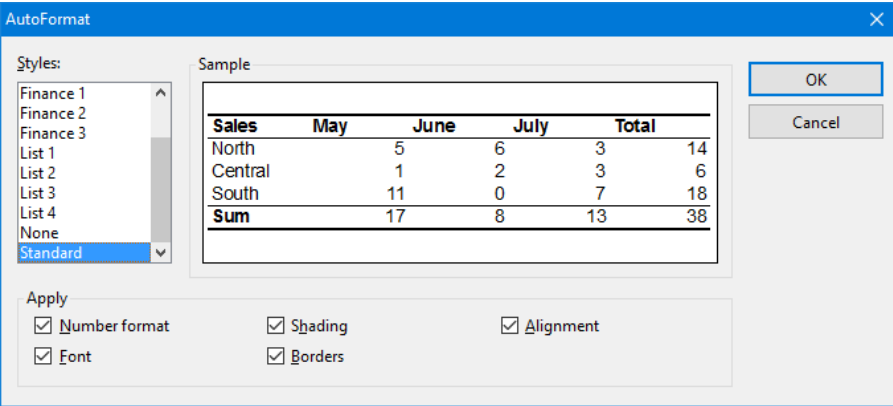 AutoFormat
Styles:
Finance 1
Finance 2
Finance 3
List 1
List 2
List 3
List 4
None
Standard
Sample
Sales May June July Total
North 5 6 3 14
Central 1 2 3 6
South 11 0 7 18
Sum 17 8 13 38
OK
Cancel
Apply
Number format Shading Alignment
Font Borders